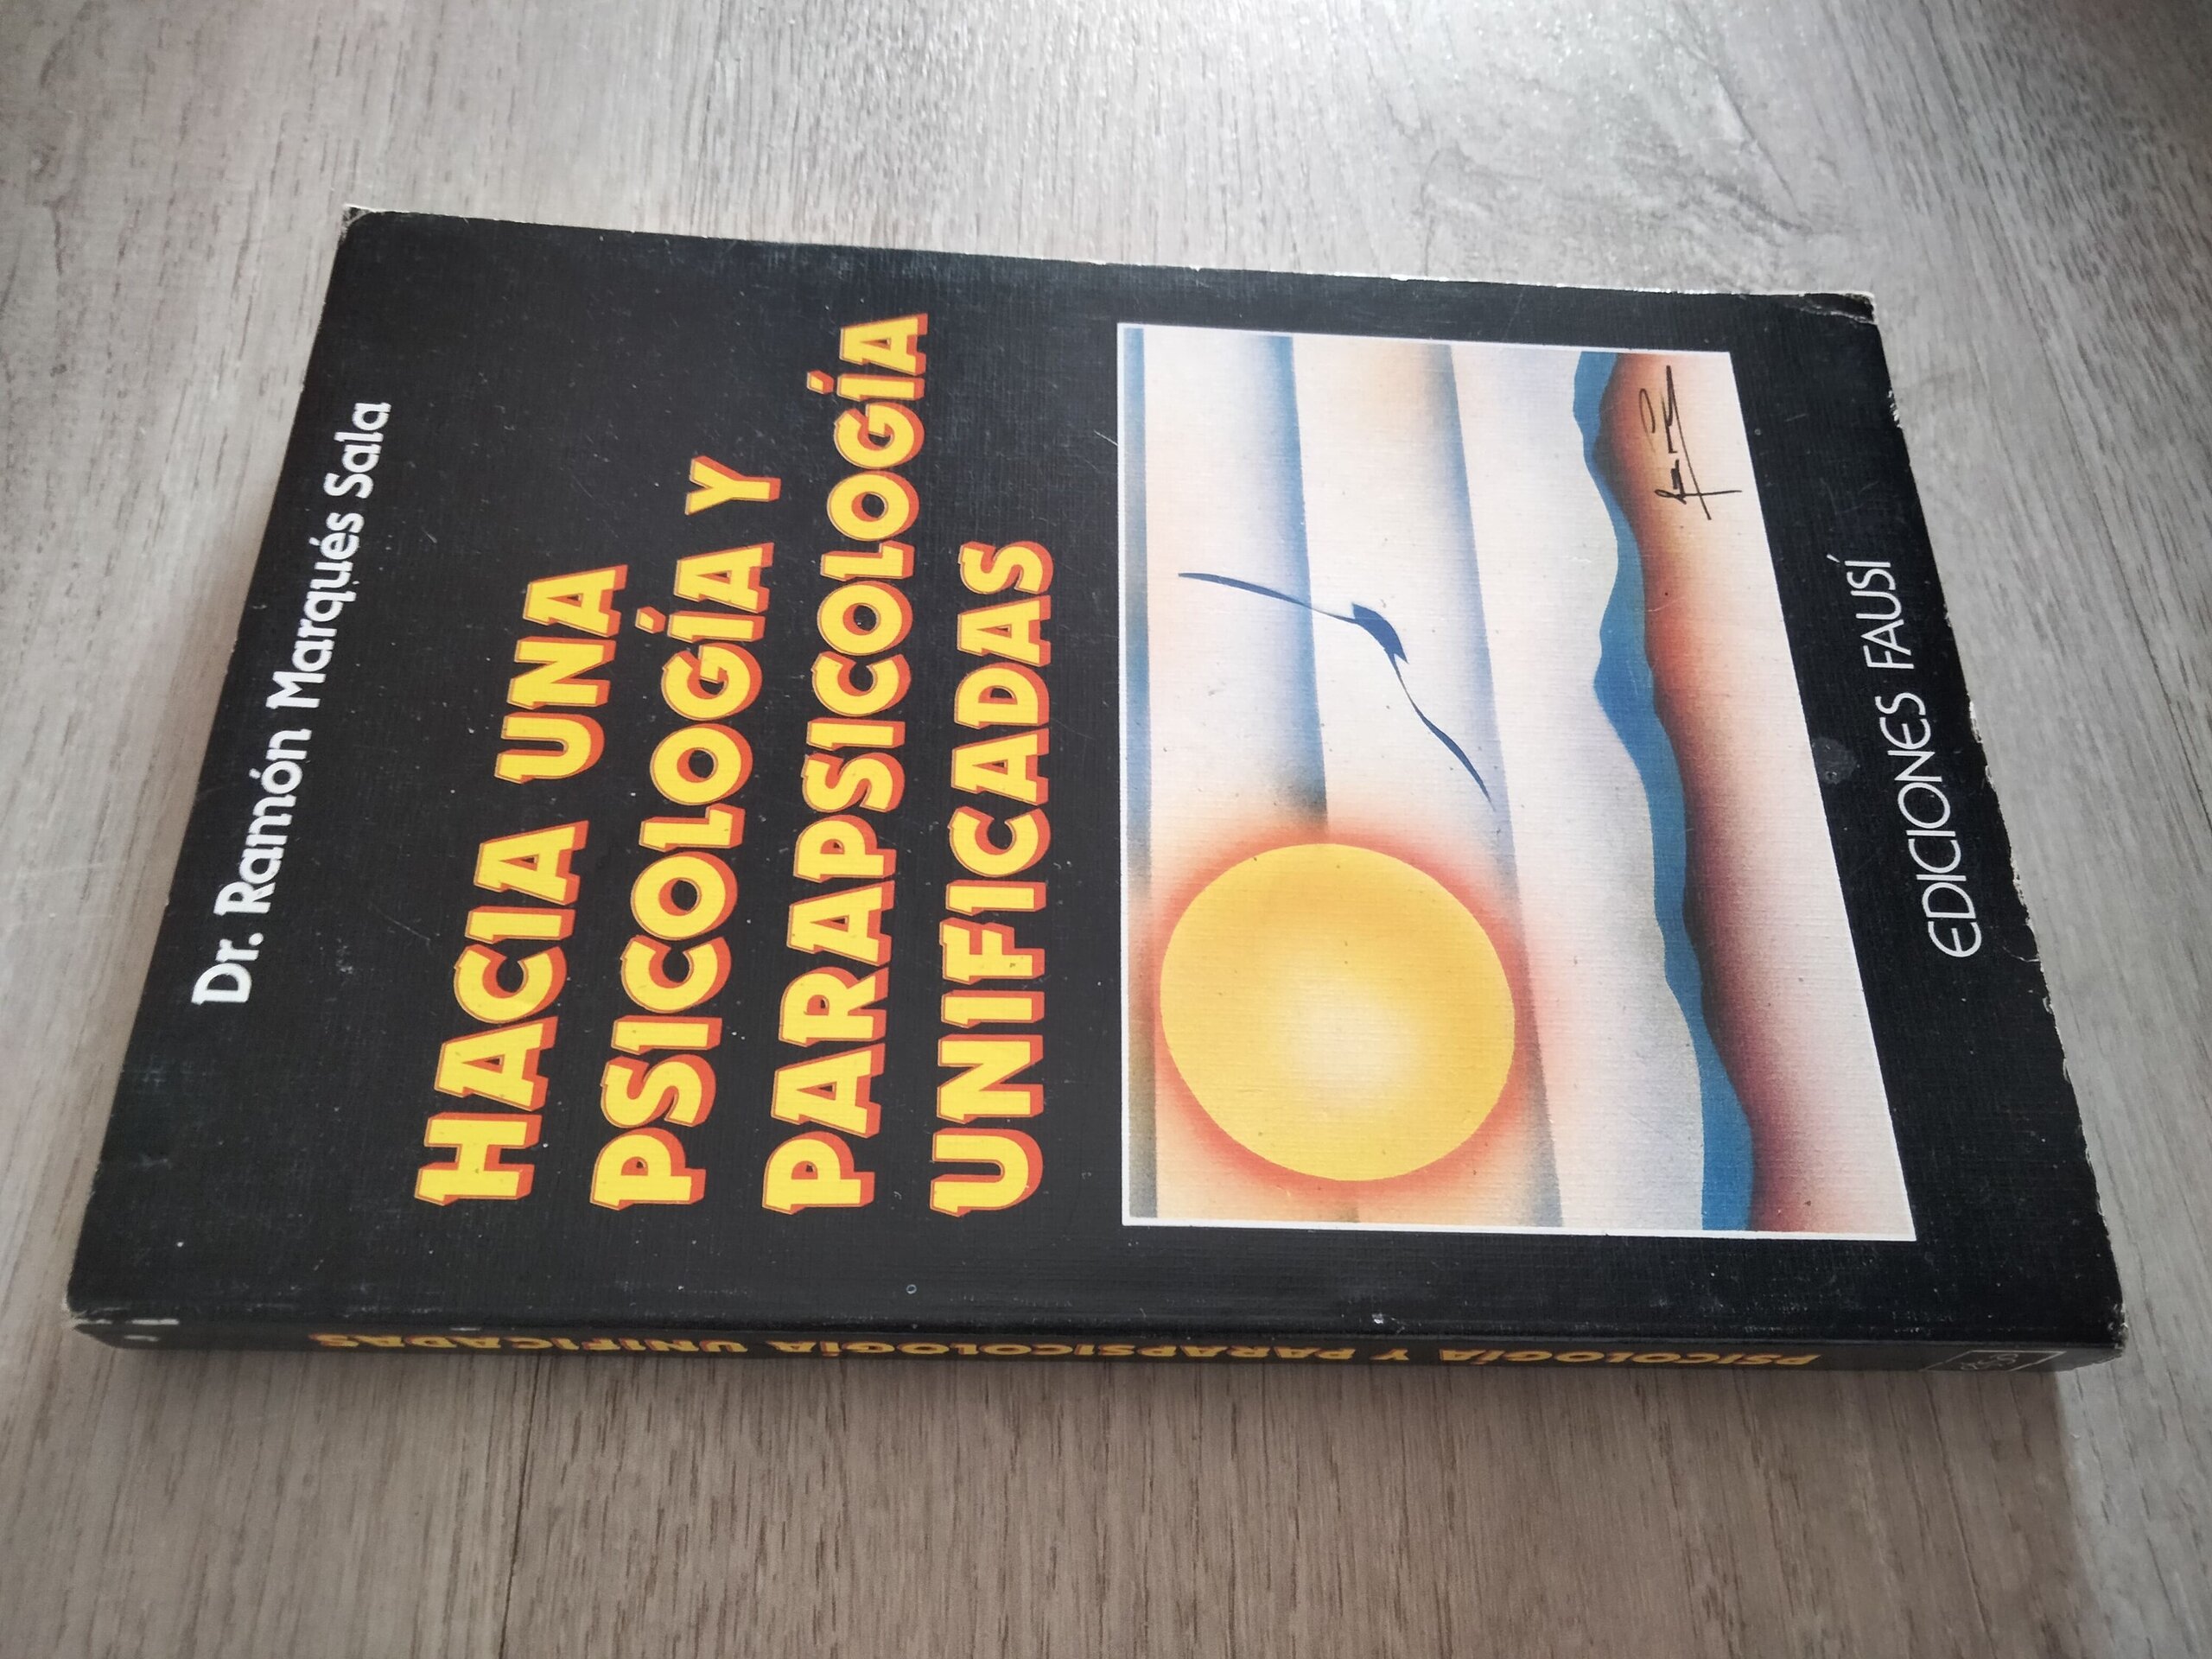 Dr. Ramón Marqués Sala
HACIA UNA
PSICOLOGÍA Y
PARAPSICOLOGÍA
UNIFICADAS
EDICIONES FAUSÍ
PSICOLOGÍA Y PARAPSICOLOGÍA UNIFICADAS